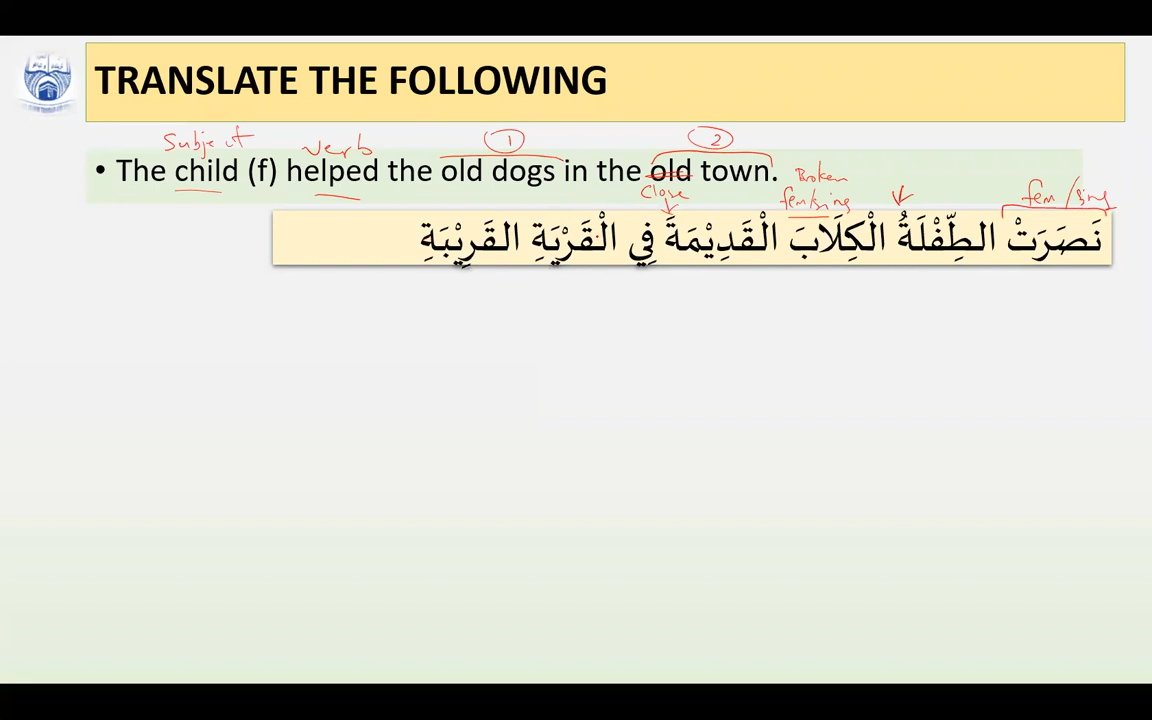 TRANSLATE THE FOLLOWING
Subject verb 1 2
• The child (f) helped the old dogs in the old town.
close Broken fem/sing fem/sing
نَصَرَتْ الطِّفْلَةُ الْكِلَابَ الْقَدِيْمَةَ فِي الْقَرْيَةِ القَرِيْبَةِ